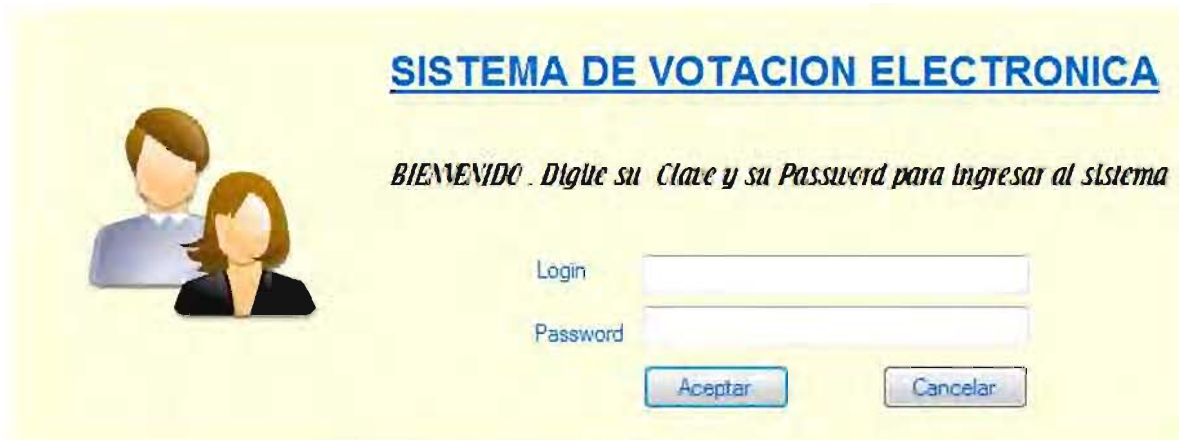 SISTEMA DE VOTACION ELECTRONICA
BIENVENIDO . Digite su Clave y su Password para ingresar al sistema
Login
Password
Aceptar
Cancelar